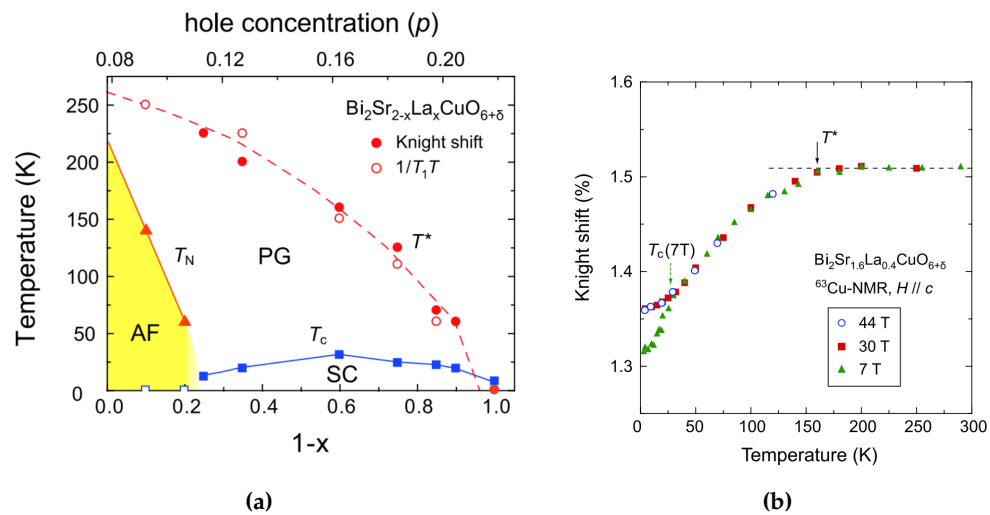 hole concentration (p)
0.08 0.12 0.16 0.20
Bi₂Sr₂₋ₓLaₓCuO₆₊δ
Knight shift
1/T₁T
Temperature (K)
250
200
150
100
50
0
T_N
PG
T*
AF
T_c
SC
0.0 0.2 0.4 0.6 0.8 1.0
1-x
(a)
Knight shift (%)
1.6
1.5
1.4
1.3
T*
T_c(7T)
Bi₂Sr₁.₆La₀.₄CuO₆₊δ
⁶³Cu-NMR, H // c
44 T
30 T
7 T
0 50 100 150 200 250 300
Temperature (K)
(b)